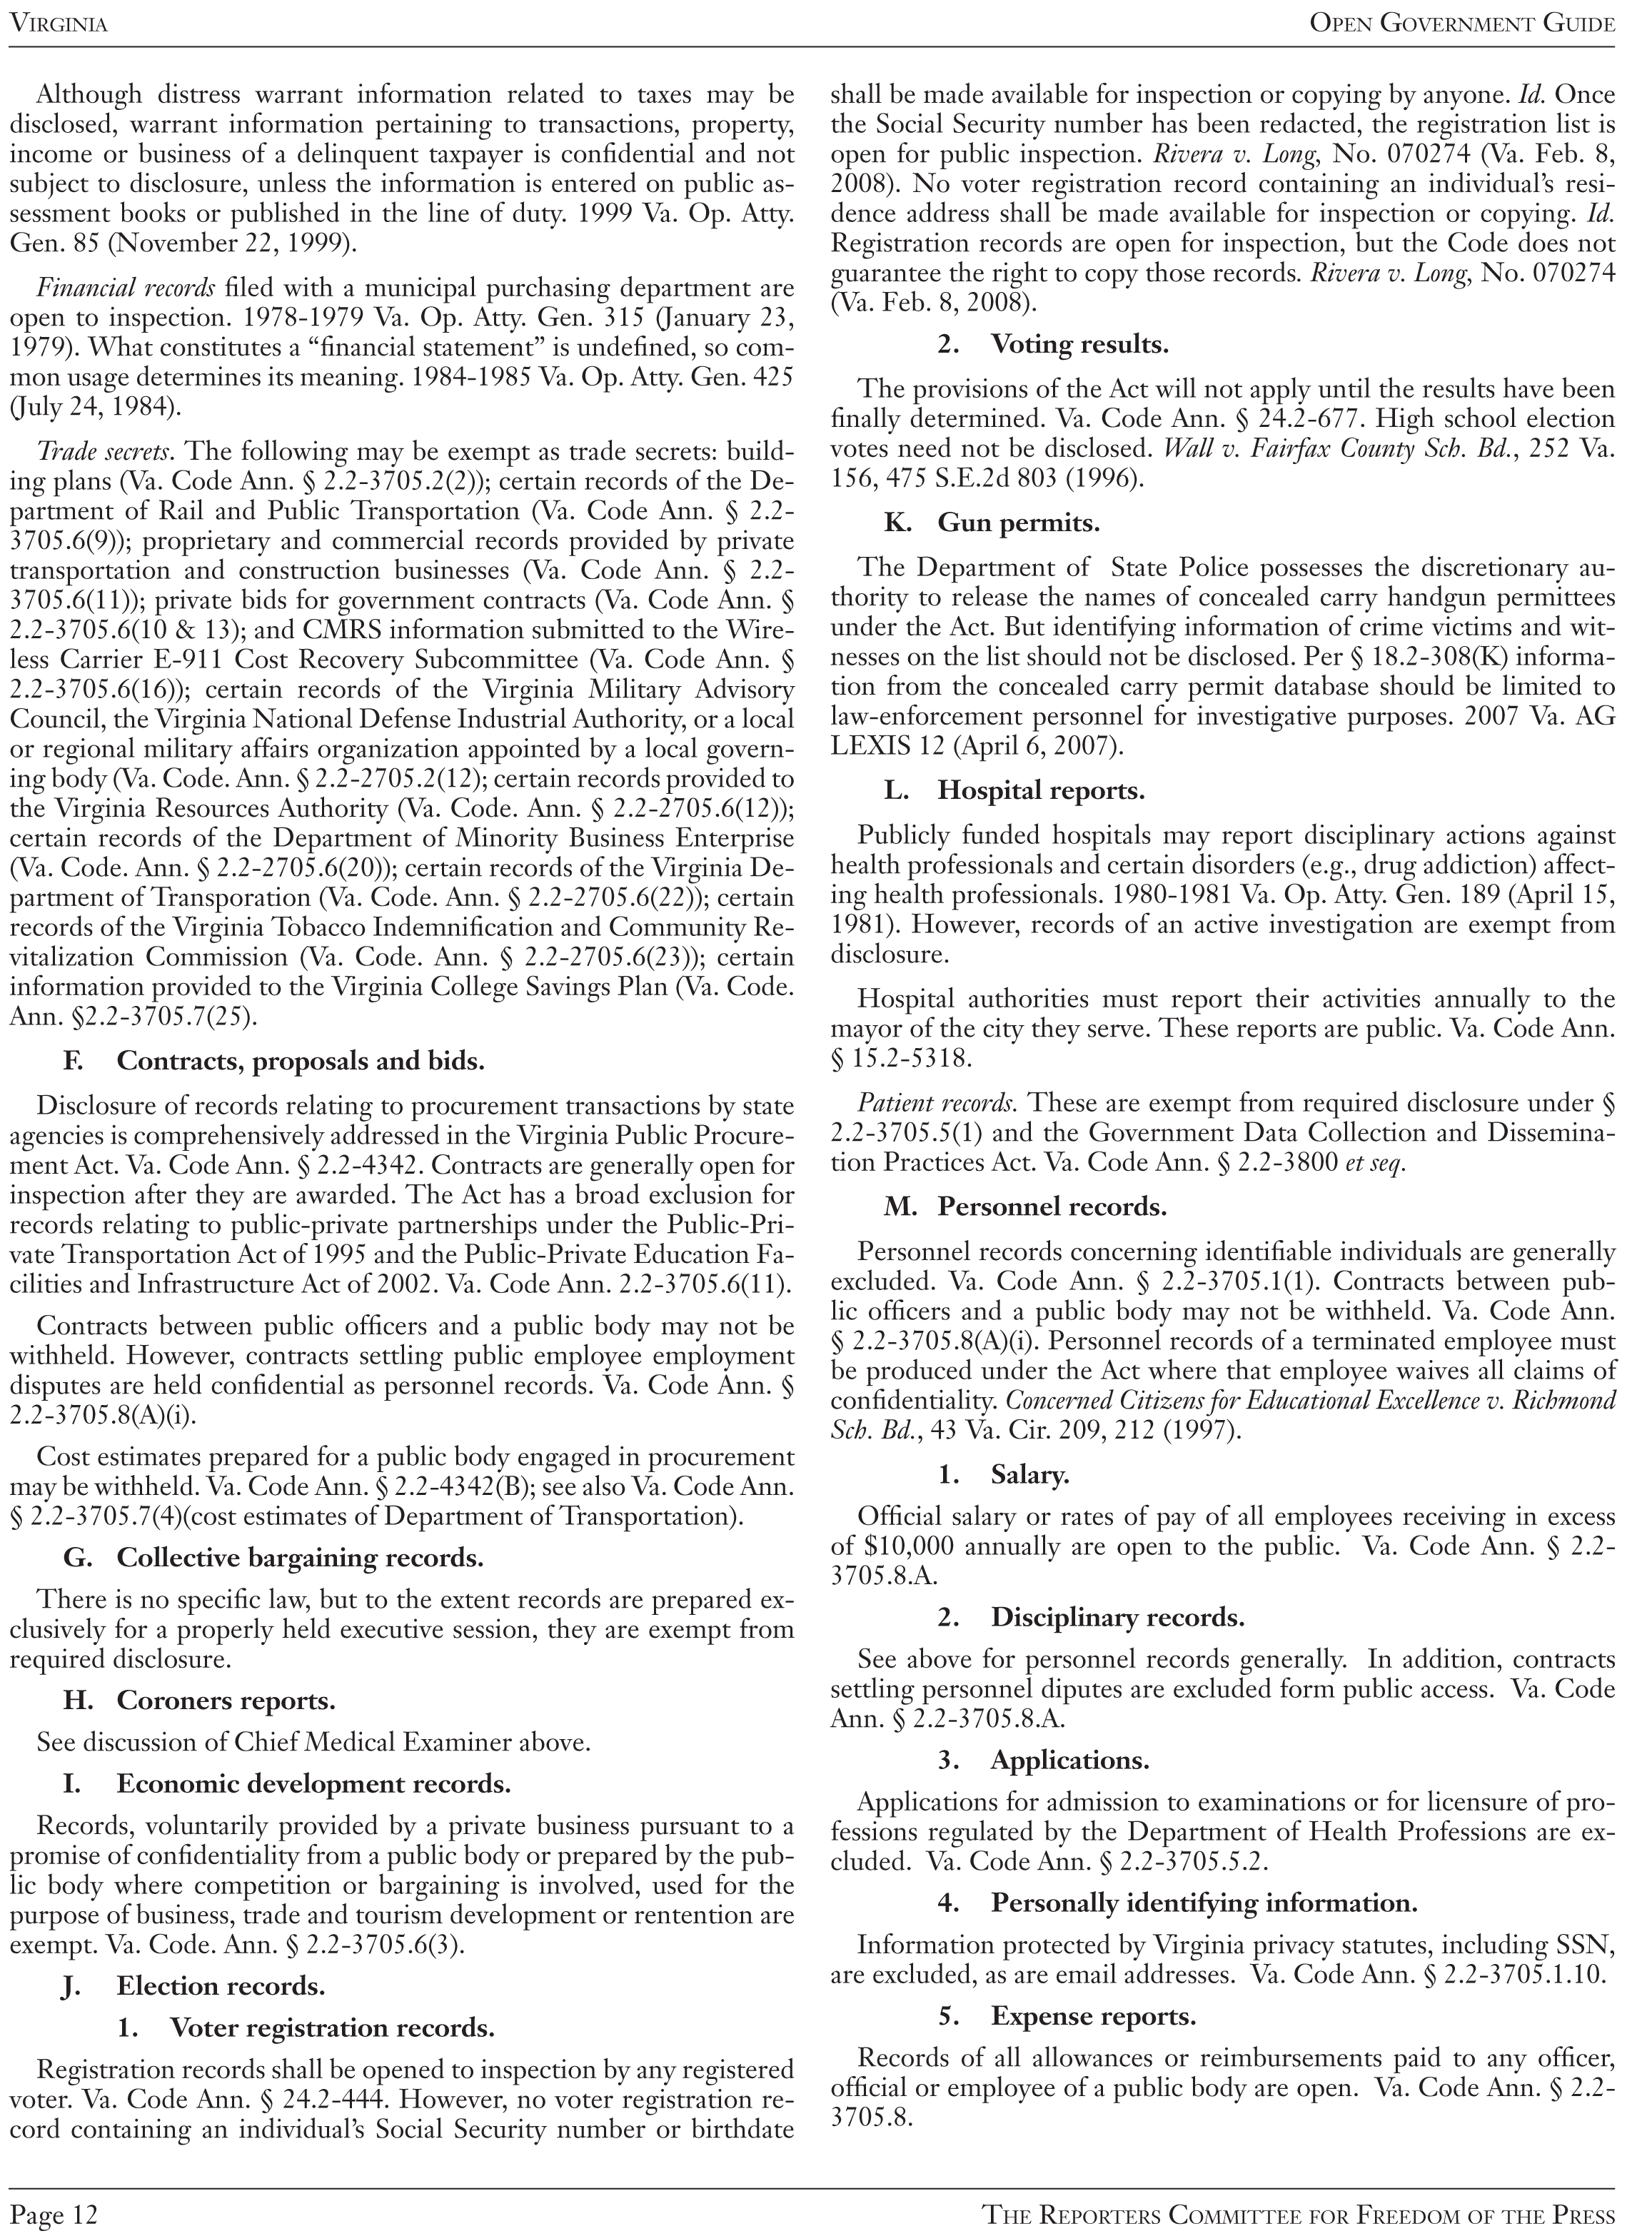 Virginia
Open Government Guide
Although distress warrant information related to taxes may be
disclosed, warrant information pertaining to transactions, property,
income or business of a delinquent taxpayer is confidential and not
subject to disclosure, unless the information is entered on public as-
sessment books or published in the line of duty. 1999 Va. Op. Atty.
Gen. 85 (November 22, 1999).
Financial records filed with a municipal purchasing department are
open to inspection. 1978-1979 Va. Op. Atty. Gen. 315 (January 23,
1979). What constitutes a “financial statement” is undefined, so com-
mon usage determines its meaning. 1984-1985 Va. Op. Atty. Gen. 425
(July 24, 1984).
Trade secrets. The following may be exempt as trade secrets: build-
ing plans (Va. Code Ann. § 2.2-3705.2(2)); certain records of the De-
partment of Rail and Public Transportation (Va. Code Ann. § 2.2-
3705.6(9)); proprietary and commercial records provided by private
transportation and construction businesses (Va. Code Ann. § 2.2-
3705.6(11)); private bids for government contracts (Va. Code Ann. §
2.2-3705.6(10 & 13); and CMRS information submitted to the Wire-
less Carrier E-911 Cost Recovery Subcommittee (Va. Code Ann. §
2.2-3705.6(16)); certain records of the Virginia Military Advisory
Council, the Virginia National Defense Industrial Authority, or a local
or regional military affairs organization appointed by a local govern-
ing body (Va. Code. Ann. § 2.2-2705.2(12); certain records provided to
the Virginia Resources Authority (Va. Code. Ann. § 2.2-2705.6(12));
certain records of the Department of Minority Business Enterprise
(Va. Code. Ann. § 2.2-2705.6(20)); certain records of the Virginia De-
partment of Transporation (Va. Code. Ann. § 2.2-2705.6(22)); certain
records of the Virginia Tobacco Indemnification and Community Re-
vitalization Commission (Va. Code. Ann. § 2.2-2705.6(23)); certain
information provided to the Virginia College Savings Plan (Va. Code.
Ann. §2.2-3705.7(25).
F. Contracts, proposals and bids.
Disclosure of records relating to procurement transactions by state
agencies is comprehensively addressed in the Virginia Public Procure-
ment Act. Va. Code Ann. § 2.2-4342. Contracts are generally open for
inspection after they are awarded. The Act has a broad exclusion for
records relating to public-private partnerships under the Public-Pri-
vate Transportation Act of 1995 and the Public-Private Education Fa-
cilities and Infrastructure Act of 2002. Va. Code Ann. 2.2-3705.6(11).
Contracts between public officers and a public body may not be
withheld. However, contracts settling public employee employment
disputes are held confidential as personnel records. Va. Code Ann. §
2.2-3705.8(A)(i).
Cost estimates prepared for a public body engaged in procurement
may be withheld. Va. Code Ann. § 2.2-4342(B); see also Va. Code Ann.
§ 2.2-3705.7(4)(cost estimates of Department of Transportation).
G. Collective bargaining records.
There is no specific law, but to the extent records are prepared ex-
clusively for a properly held executive session, they are exempt from
required disclosure.
H. Coroners reports.
See discussion of Chief Medical Examiner above.
I. Economic development records.
Records, voluntarily provided by a private business pursuant to a
promise of confidentiality from a public body or prepared by the pub-
lic body where competition or bargaining is involved, used for the
purpose of business, trade and tourism development or rentention are
exempt. Va. Code. Ann. § 2.2-3705.6(3).
J. Election records.
1. Voter registration records.
Registration records shall be opened to inspection by any registered
voter. Va. Code Ann. § 24.2-444. However, no voter registration re-
cord containing an individual’s Social Security number or birthdate
shall be made available for inspection or copying by anyone. Id. Once
the Social Security number has been redacted, the registration list is
open for public inspection. Rivera v. Long, No. 070274 (Va. Feb. 8,
2008). No voter registration record containing an individual’s resi-
dence address shall be made available for inspection or copying. Id.
Registration records are open for inspection, but the Code does not
guarantee the right to copy those records. Rivera v. Long, No. 070274
(Va. Feb. 8, 2008).
2. Voting results.
The provisions of the Act will not apply until the results have been
finally determined. Va. Code Ann. § 24.2-677. High school election
votes need not be disclosed. Wall v. Fairfax County Sch. Bd., 252 Va.
156, 475 S.E.2d 803 (1996).
K. Gun permits.
The Department of State Police possesses the discretionary au-
thority to release the names of concealed carry handgun permittees
under the Act. But identifying information of crime victims and wit-
nesses on the list should not be disclosed. Per § 18.2-308(K) informa-
tion from the concealed carry permit database should be limited to
law-enforcement personnel for investigative purposes. 2007 Va. AG
LEXIS 12 (April 6, 2007).
L. Hospital reports.
Publicly funded hospitals may report disciplinary actions against
health professionals and certain disorders (e.g., drug addiction) affect-
ing health professionals. 1980-1981 Va. Op. Atty. Gen. 189 (April 15,
1981). However, records of an active investigation are exempt from
disclosure.
Hospital authorities must report their activities annually to the
mayor of the city they serve. These reports are public. Va. Code Ann.
§ 15.2-5318.
Patient records. These are exempt from required disclosure under §
2.2-3705.5(1) and the Government Data Collection and Dissemina-
tion Practices Act. Va. Code Ann. § 2.2-3800 et seq.
M. Personnel records.
Personnel records concerning identifiable individuals are generally
excluded. Va. Code Ann. § 2.2-3705.1(1). Contracts between pub-
lic officers and a public body may not be withheld. Va. Code Ann.
§ 2.2-3705.8(A)(i). Personnel records of a terminated employee must
be produced under the Act where that employee waives all claims of
confidentiality. Concerned Citizens for Educational Excellence v. Richmond
Sch. Bd., 43 Va. Cir. 209, 212 (1997).
1. Salary.
Official salary or rates of pay of all employees receiving in excess
of $10,000 annually are open to the public. Va. Code Ann. § 2.2-
3705.8.A.
2. Disciplinary records.
See above for personnel records generally. In addition, contracts
settling personnel diputes are excluded form public access. Va. Code
Ann. § 2.2-3705.8.A.
3. Applications.
Applications for admission to examinations or for licensure of pro-
fessions regulated by the Department of Health Professions are ex-
cluded. Va. Code Ann. § 2.2-3705.5.2.
4. Personally identifying information.
Information protected by Virginia privacy statutes, including SSN,
are excluded, as are email addresses. Va. Code Ann. § 2.2-3705.1.10.
5. Expense reports.
Records of all allowances or reimbursements paid to any officer,
official or employee of a public body are open. Va. Code Ann. § 2.2-
3705.8.
Page 12
The Reporters Committee for Freedom of the Press